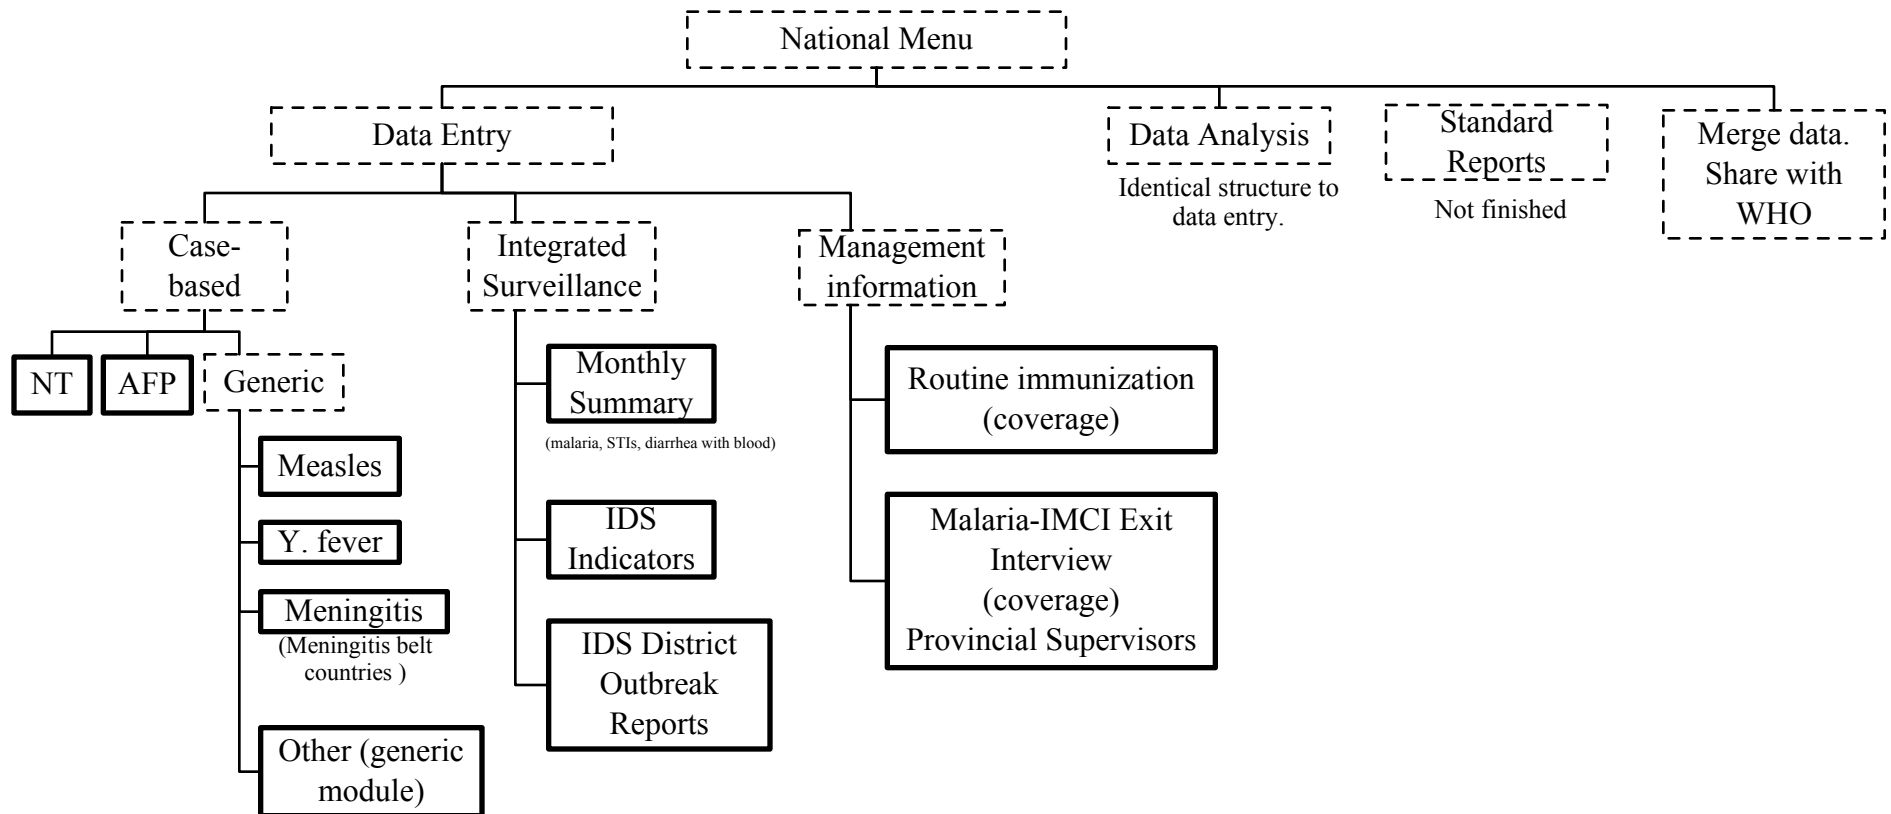 National Menu
Data Entry
Data Analysis
Identical structure to
data entry.
Standard
Reports
Not finished
Merge data.
Share with
WHO
Case-
based
Integrated
Surveillance
Management
information
NT
AFP
Generic
Measles
Y. fever
Meningitis
(Meningitis belt
countries )
Other (generic
module)
Monthly
Summary
(malaria, STIs, diarrhea with blood)
IDS
Indicators
IDS District
Outbreak
Reports
Routine immunization
(coverage)
Malaria-IMCI Exit
Interview
(coverage)
Provincial Supervisors